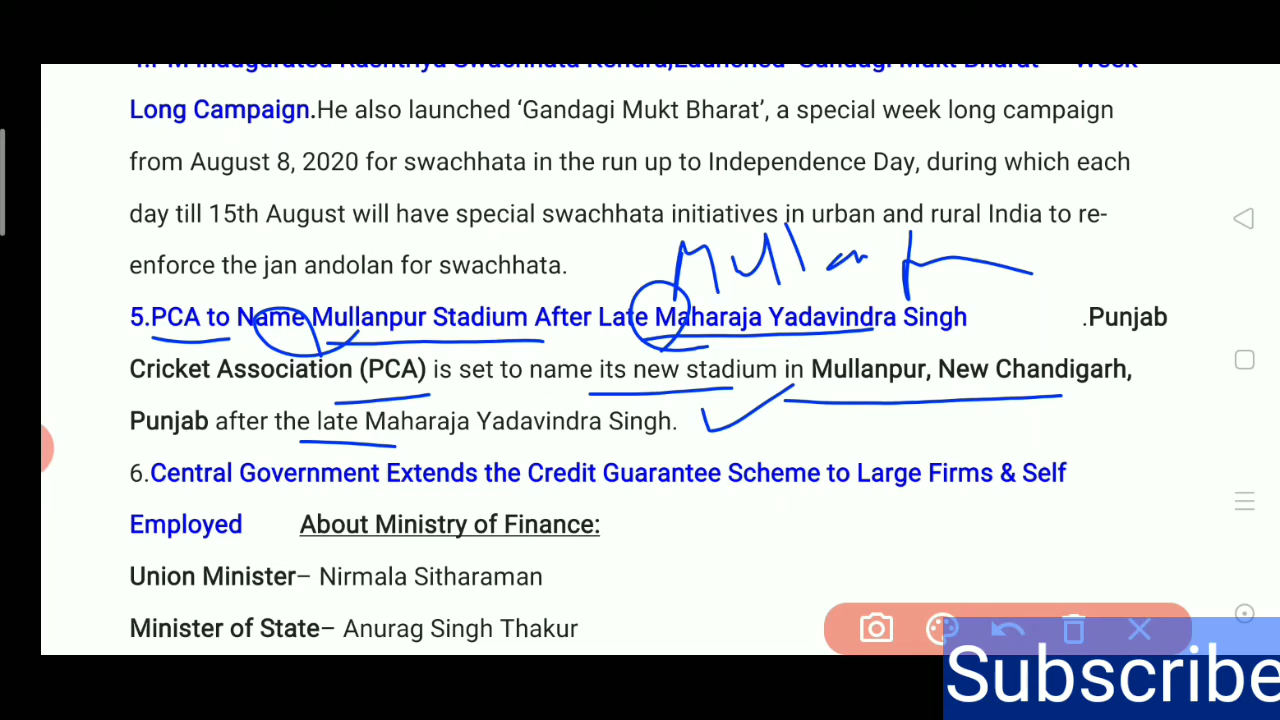 Long Campaign.He also launched ‘Gandagi Mukt Bharat’, a special week long campaign
from August 8, 2020 for swachhata in the run up to Independence Day, during which each
day till 15th August will have special swachhata initiatives in urban and rural India to re-
enforce the jan andolan for swachhata.
5.PCA to Name Mullanpur Stadium After Late Maharaja Yadavindra Singh .Punjab
Cricket Association (PCA) is set to name its new stadium in Mullanpur, New Chandigarh,
Punjab after the late Maharaja Yadavindra Singh.
6.Central Government Extends the Credit Guarantee Scheme to Large Firms & Self
Employed About Ministry of Finance:
Union Minister– Nirmala Sitharaman
Minister of State– Anurag Singh Thakur
Subscribe